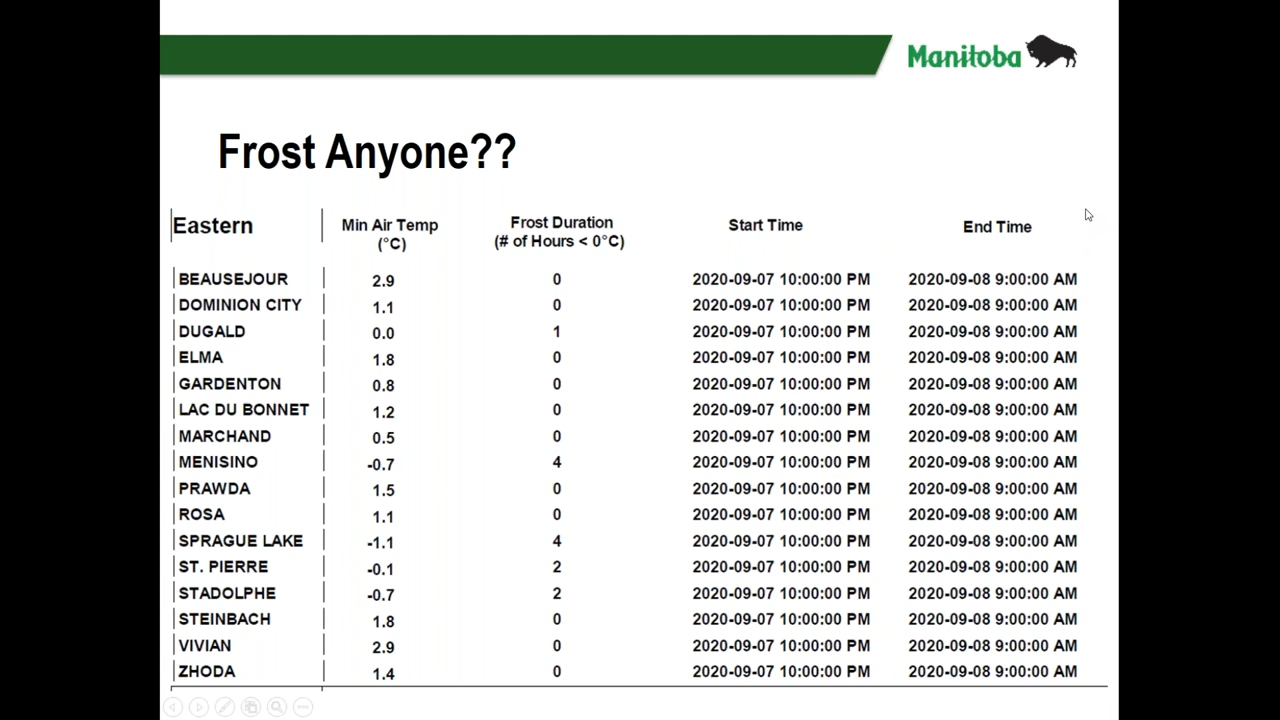 Manitoba
Frost Anyone??
Eastern Min Air Temp (°C) Frost Duration (# of Hours < 0°C) Start Time End Time
BEAUSEJOUR 2.9 0 2020-09-07 10:00:00 PM 2020-09-08 9:00:00 AM
DOMINION CITY 1.1 0 2020-09-07 10:00:00 PM 2020-09-08 9:00:00 AM
DUGALD 0.0 1 2020-09-07 10:00:00 PM 2020-09-08 9:00:00 AM
ELMA 1.8 0 2020-09-07 10:00:00 PM 2020-09-08 9:00:00 AM
GARDENTON 0.8 0 2020-09-07 10:00:00 PM 2020-09-08 9:00:00 AM
LAC DU BONNET 1.2 0 2020-09-07 10:00:00 PM 2020-09-08 9:00:00 AM
MARCHAND 0.5 0 2020-09-07 10:00:00 PM 2020-09-08 9:00:00 AM
MENISINO -0.7 4 2020-09-07 10:00:00 PM 2020-09-08 9:00:00 AM
PRAWDA 1.5 0 2020-09-07 10:00:00 PM 2020-09-08 9:00:00 AM
ROSA 1.1 0 2020-09-07 10:00:00 PM 2020-09-08 9:00:00 AM
SPRAGUE LAKE -1.1 4 2020-09-07 10:00:00 PM 2020-09-08 9:00:00 AM
ST. PIERRE -0.1 2 2020-09-07 10:00:00 PM 2020-09-08 9:00:00 AM
STADOLPHE -0.7 2 2020-09-07 10:00:00 PM 2020-09-08 9:00:00 AM
STEINBACH 1.8 0 2020-09-07 10:00:00 PM 2020-09-08 9:00:00 AM
VIVIAN 2.9 0 2020-09-07 10:00:00 PM 2020-09-08 9:00:00 AM
ZHODA 1.4 0 2020-09-07 10:00:00 PM 2020-09-08 9:00:00 AM